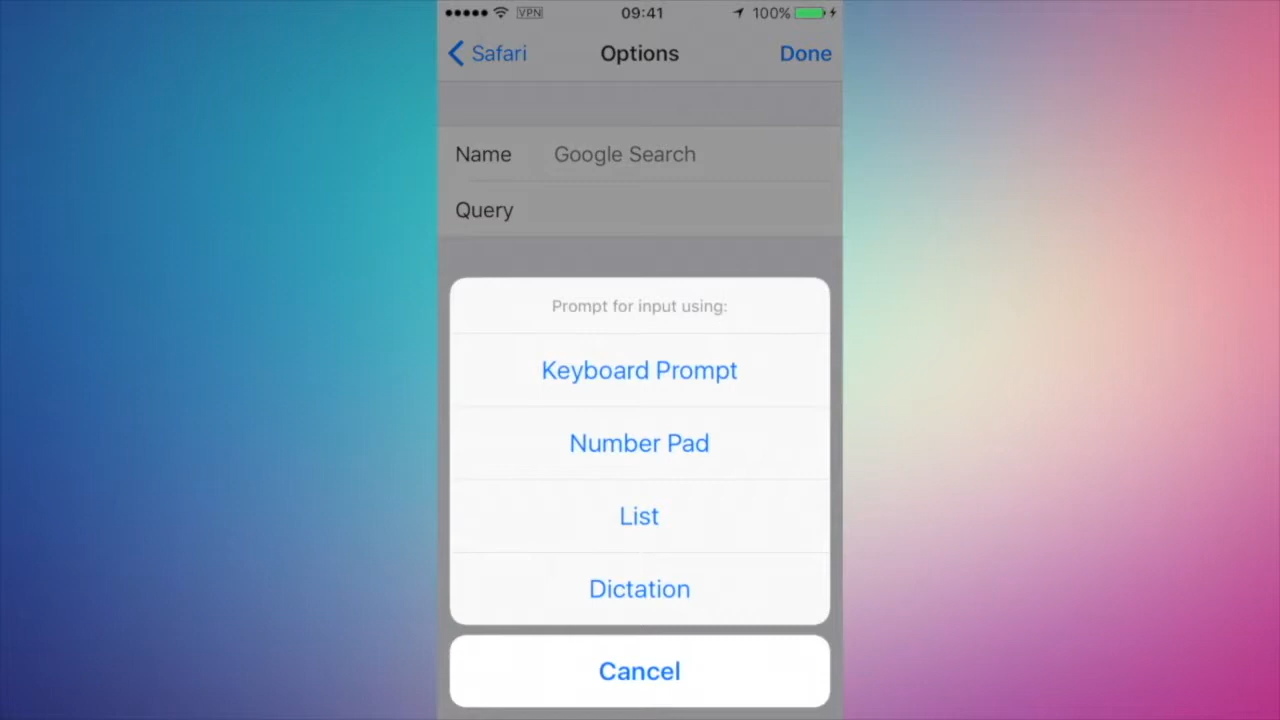 VPN 09:41 100%
Safari Options Done
Name Google Search
Query
Prompt for input using:
Keyboard Prompt
Number Pad
List
Dictation
Cancel